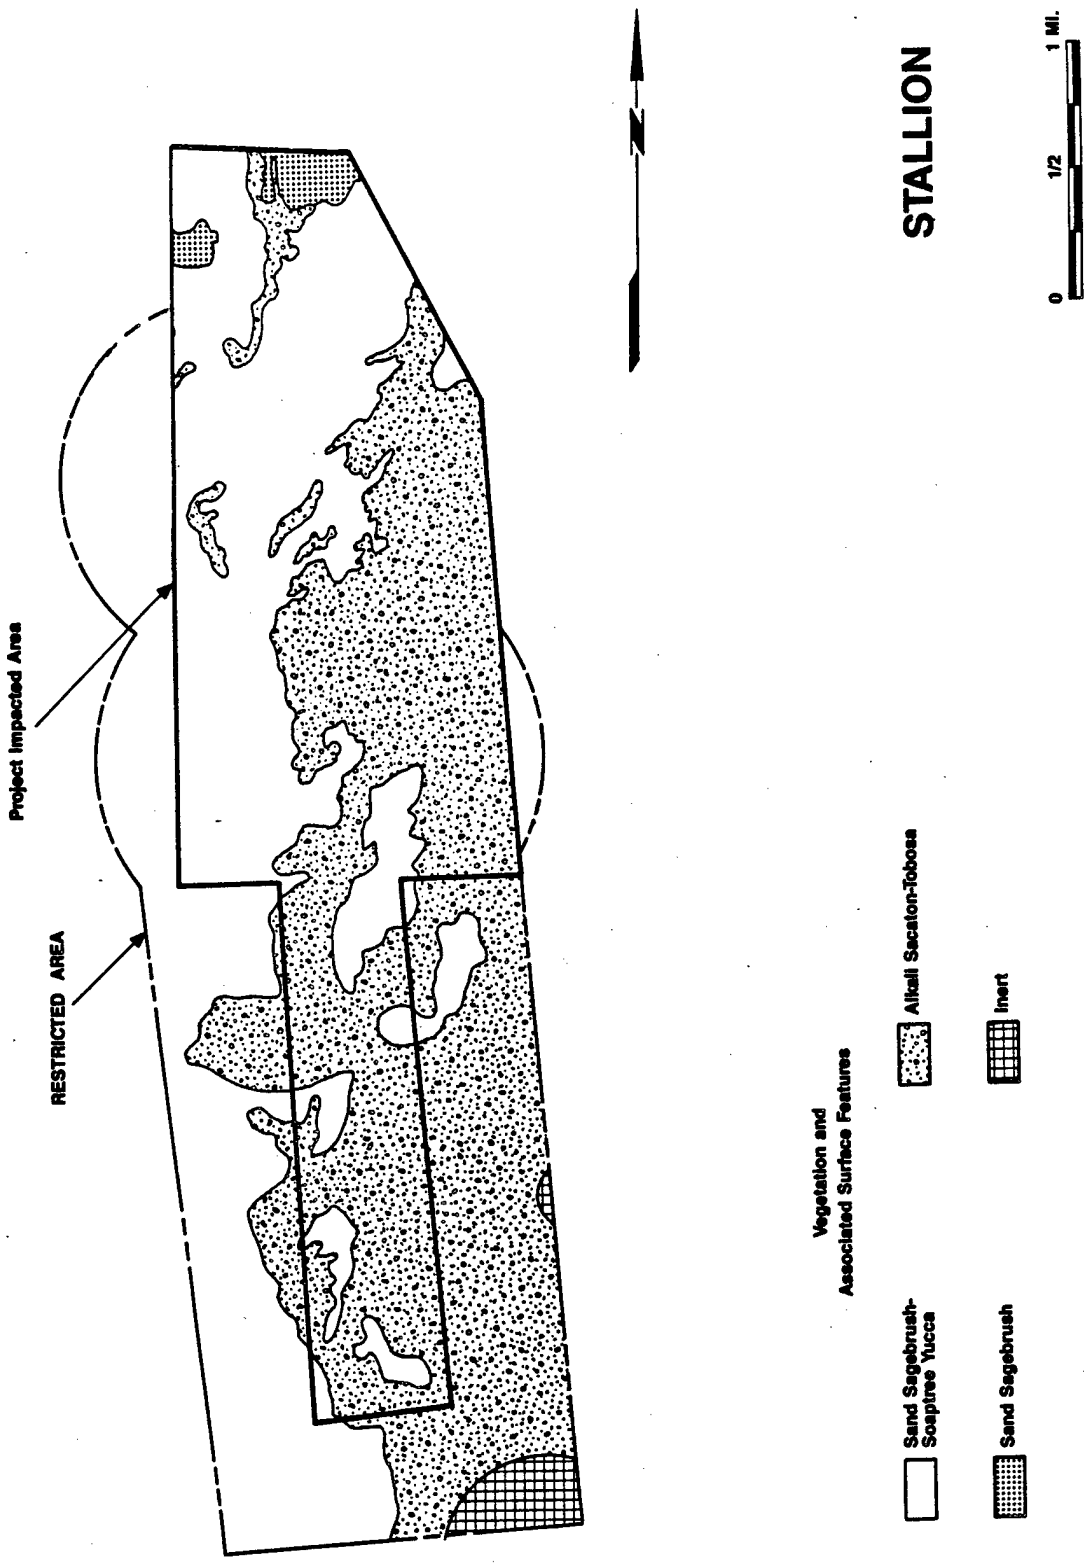 Project Impacted Area
RESTRICTED AREA
N
STALLION
0
1/2
1 MI.
Vegetation and
Associated Surface Features
Sand Sagebrush-
Soaptree Yucca
Alkali Sacaton-Tobosa
Sand Sagebrush
Inert